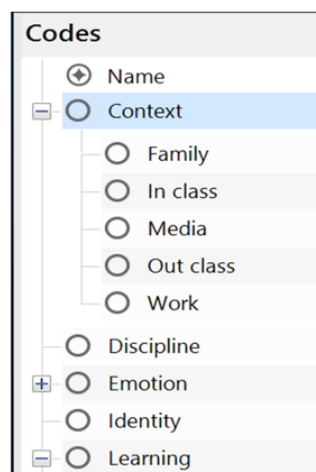 Codes
Name
Context
Family
In class
Media
Out class
Work
Discipline
Emotion
Identity
Learning